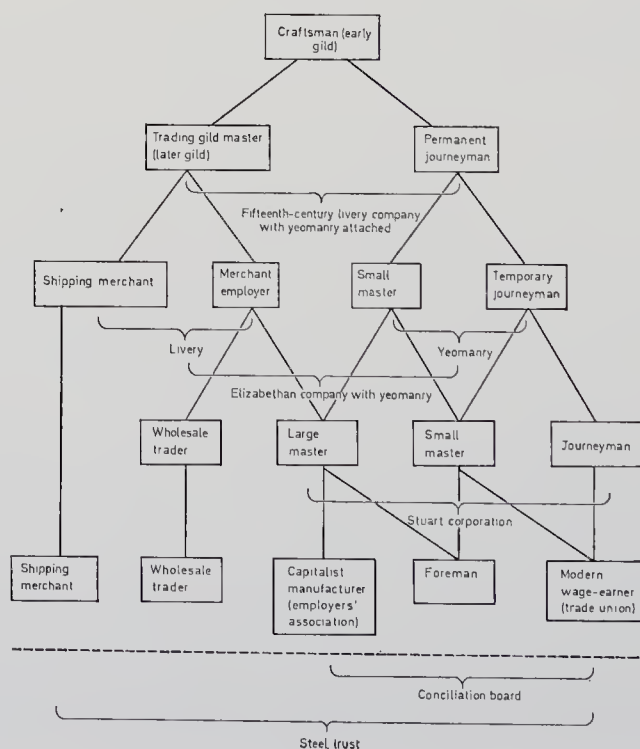 Craftsman (early
gild)
Trading gild master
(later gild)
Permanent
journeyman
Fifteenth-century livery company
with yeomanry attached
Shipping merchant
Merchant
employer
Small
master
Temporary
journeyman
Livery
Yeomanry
Elizabethan company with yeomanry
Wholesale
trader
Large
master
Small
master
Journeyman
Stuart corporation
Shipping
merchant
Wholesale
trader
Capitalist
manufacturer
(employers'
association)
Foreman
Modern
wage-earner
(trade union)
Conciliation board
Steel trust